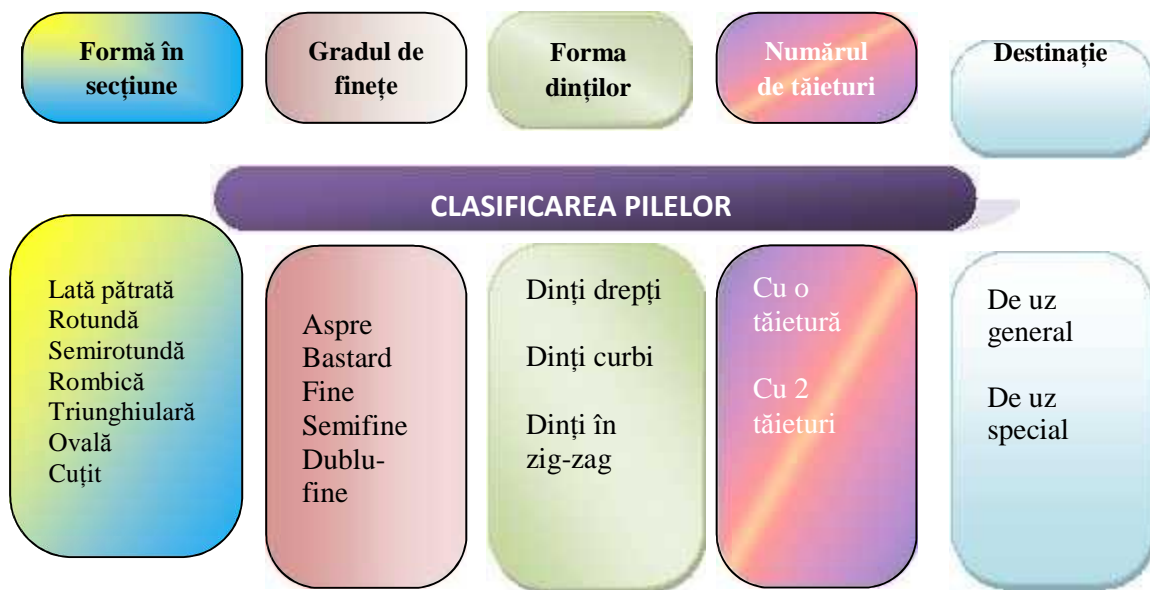 Formă în
secțiune
Gradul de
finețe
Forma
dinților
Numărul
de tăieturi
Destinație
CLASIFICAREA PILELOR
Lată pătrată
Rotundă
Semirotundă
Rombică
Triunghiulară
Ovală
Cuțit
Aspre
Bastard
Fine
Semifine
Dublu-
fine
Dinți drepți
Dinți curbi
Dinți în
zig-zag
Cu o
tăietură
Cu 2
tăieturi
De uz
general
De uz
special